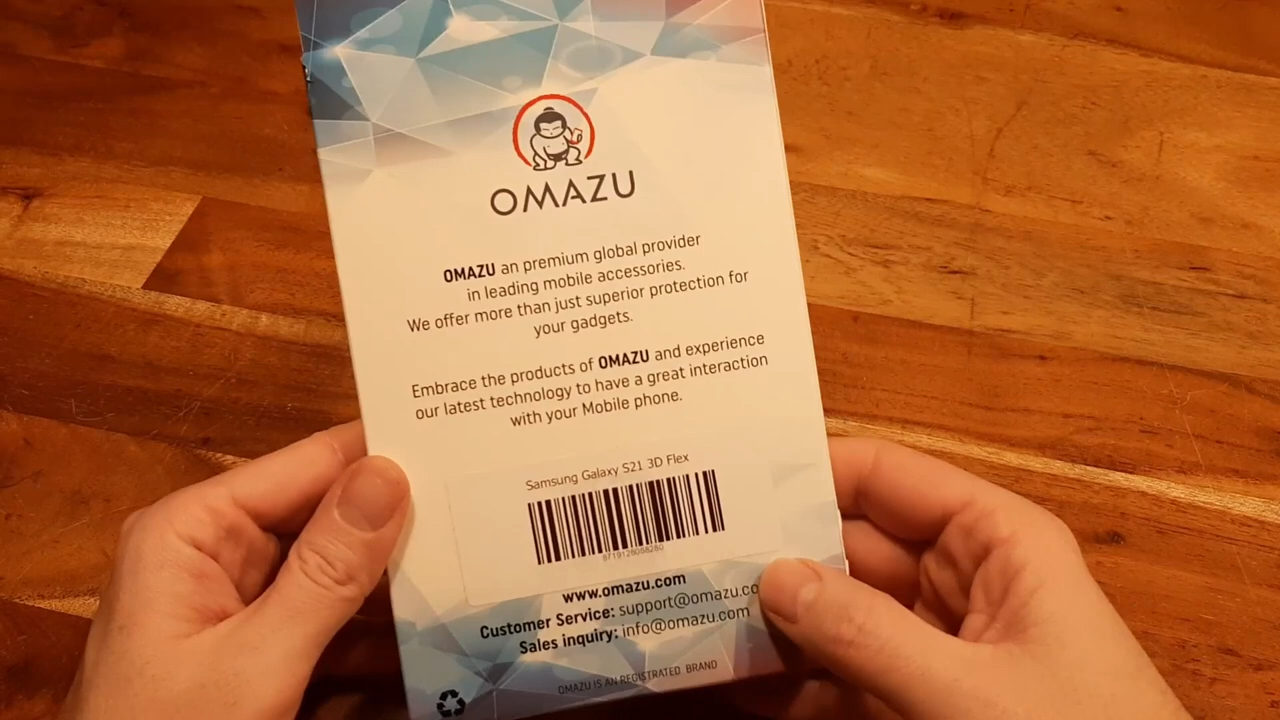 OMAZU
OMAZU an premium global provider
in leading mobile accessories.
We offer more than just superior protection for
your gadgets.
Embrace the products of OMAZU and experience
our latest technology to have a great interaction
with your Mobile phone.
Samsung Galaxy S21 3D Flex
www.omazu.com
Customer Service: support@omazu.co
Sales inquiry: info@omazu.com
OMAZU IS AN REGISTRATED BRAND